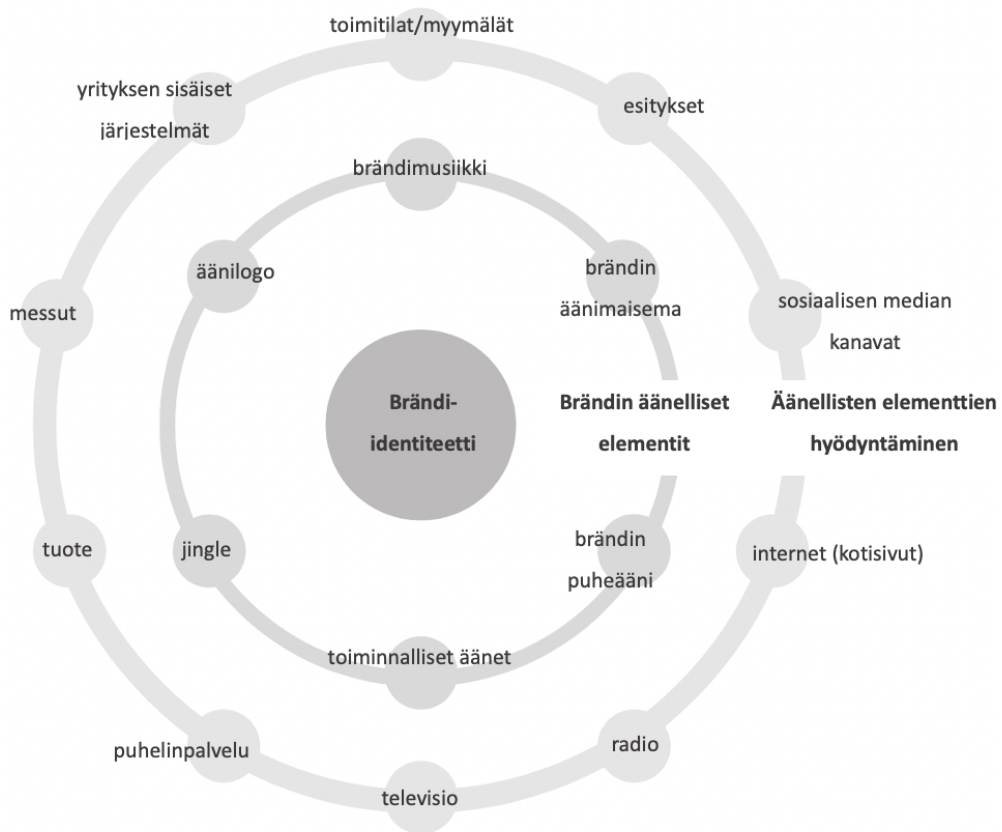 toimitilat/myymälät
yrityksen sisäiset
järjestelmät
esitykset
brändimusiikki
äänilogo
brändin
äänimaisema
messut
sosiaalisen median
kanavat
Brändi-
identiteetti
Brändin äänelliset
elementit
Äänellisten elementtien
hyödyntäminen
tuote
jingle
brändin
puheääni
internet (kotisivut)
toiminnalliset äänet
puhelinpalvelu
radio
televisio